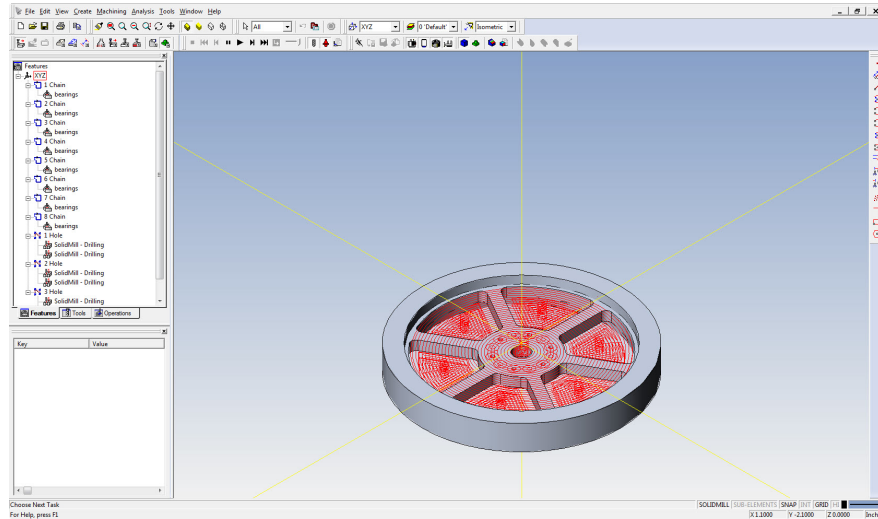 File Edit View Create Machining Analysis Tools Window Help
All XYZ 0 'Default' Isometric
Features
XYZ
1 Chain
bearings
2 Chain
bearings
3 Chain
bearings
4 Chain
bearings
5 Chain
bearings
6 Chain
bearings
7 Chain
bearings
8 Chain
bearings
1 Hole
SolidMill - Drilling
SolidMill - Drilling
2 Hole
SolidMill - Drilling
SolidMill - Drilling
3 Hole
SolidMill - Drilling
Features Tools Operations
Key Value
Choose Next Task SOLIDMILL SUB-ELEMENTS SNAP INT GRID HI
For Help, press F1 X 1.1000 Y -2.1000 Z 0.0000 Inch